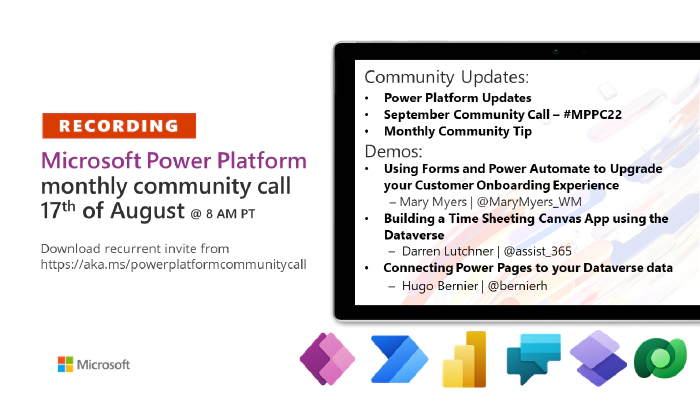 RECORDING
Microsoft Power Platform
monthly community call
17th of August @ 8 AM PT
Download recurrent invite from
https://aka.ms/powerplatformcommunitycall
Microsoft
Community Updates:
• Power Platform Updates
• September Community Call – #MPPC22
• Monthly Community Tip
Demos:
• Using Forms and Power Automate to Upgrade
your Customer Onboarding Experience
– Mary Myers | @MaryMyers_WM
• Building a Time Sheeting Canvas App using the
Dataverse
– Darren Lutchner | @assist_365
• Connecting Power Pages to your Dataverse data
– Hugo Bernier | @bernierh